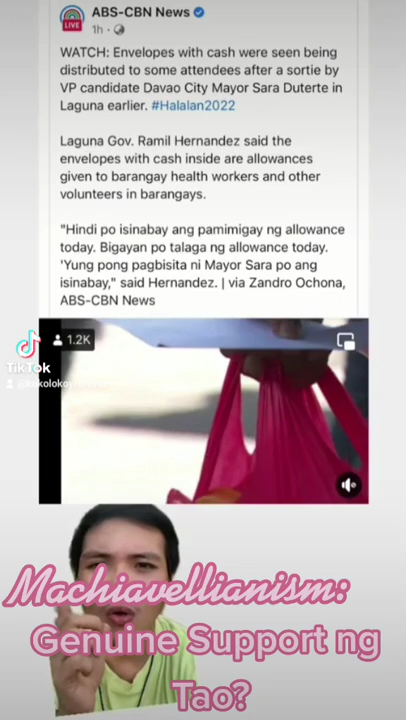 ABS-CBN News
LIVE
1h
WATCH: Envelopes with cash were seen being
distributed to some attendees after a sortie by
VP candidate Davao City Mayor Sara Duterte in
Laguna earlier. #Halalan2022
Laguna Gov. Ramil Hernandez said the
envelopes with cash inside are allowances
given to barangay health workers and other
volunteers in barangays.
"Hindi po isinabay ang pamimigay ng allowance
today. Bigayan po talaga ng allowance today.
'Yung pong pagbisita ni Mayor Sara po ang
isinabay," said Hernandez. | via Zandro Ochona,
ABS-CBN News
1.2K
TikTok
Machiavellianism:
Genuine Support ng
Tao?